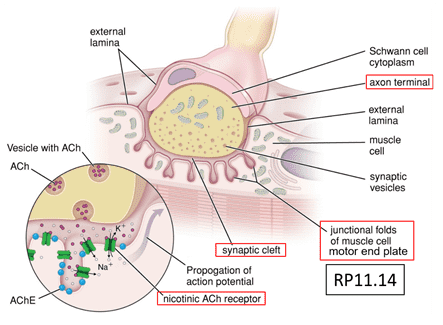 external
lamina
Schwann cell
cytoplasm
axon terminal
external
lamina
muscle
cell
synaptic
vesicles
Vesicle with ACh
ACh
K+
Na+
AChE
synaptic cleft
Propogation of
action potential
nicotinic ACh receptor
junctional folds
of muscle cell
motor end plate
RP11.14